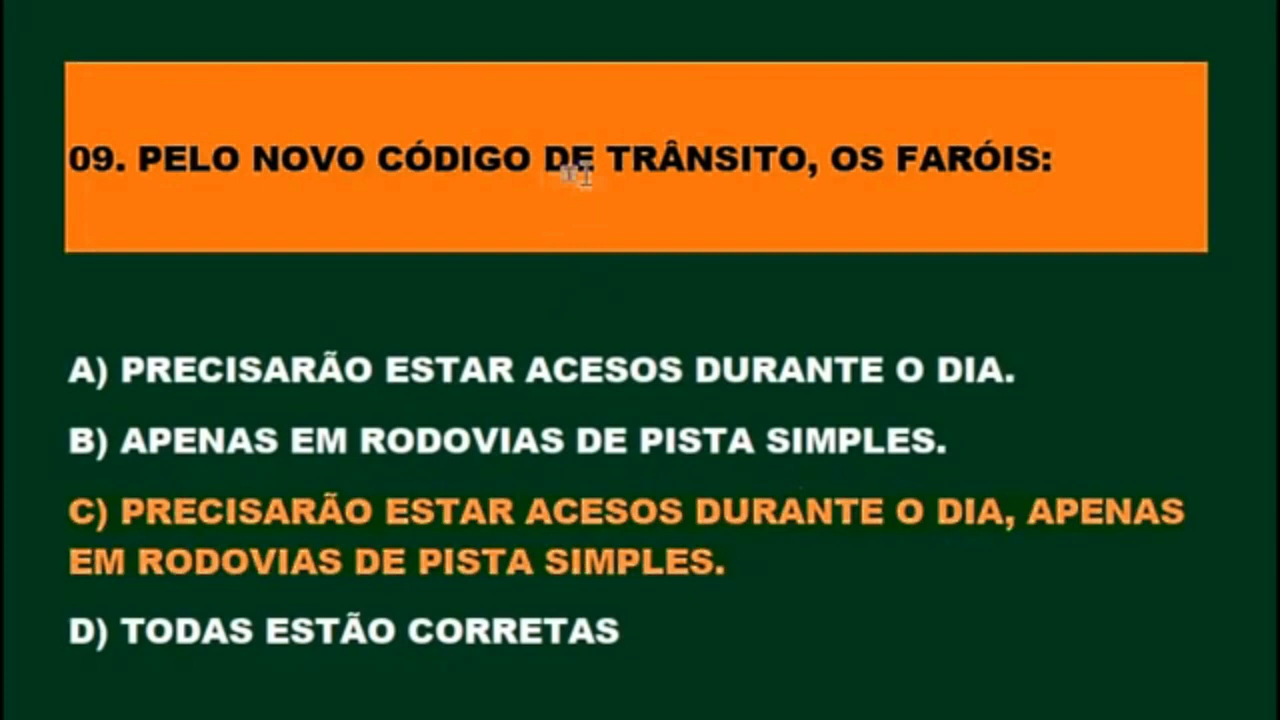 09. PELO NOVO CÓDIGO DE TRÂNSITO, OS FARÓIS:
A) PRECISARÃO ESTAR ACESOS DURANTE O DIA.
B) APENAS EM RODOVIAS DE PISTA SIMPLES.
C) PRECISARÃO ESTAR ACESOS DURANTE O DIA, APENAS
EM RODOVIAS DE PISTA SIMPLES.
D) TODAS ESTÃO CORRETAS